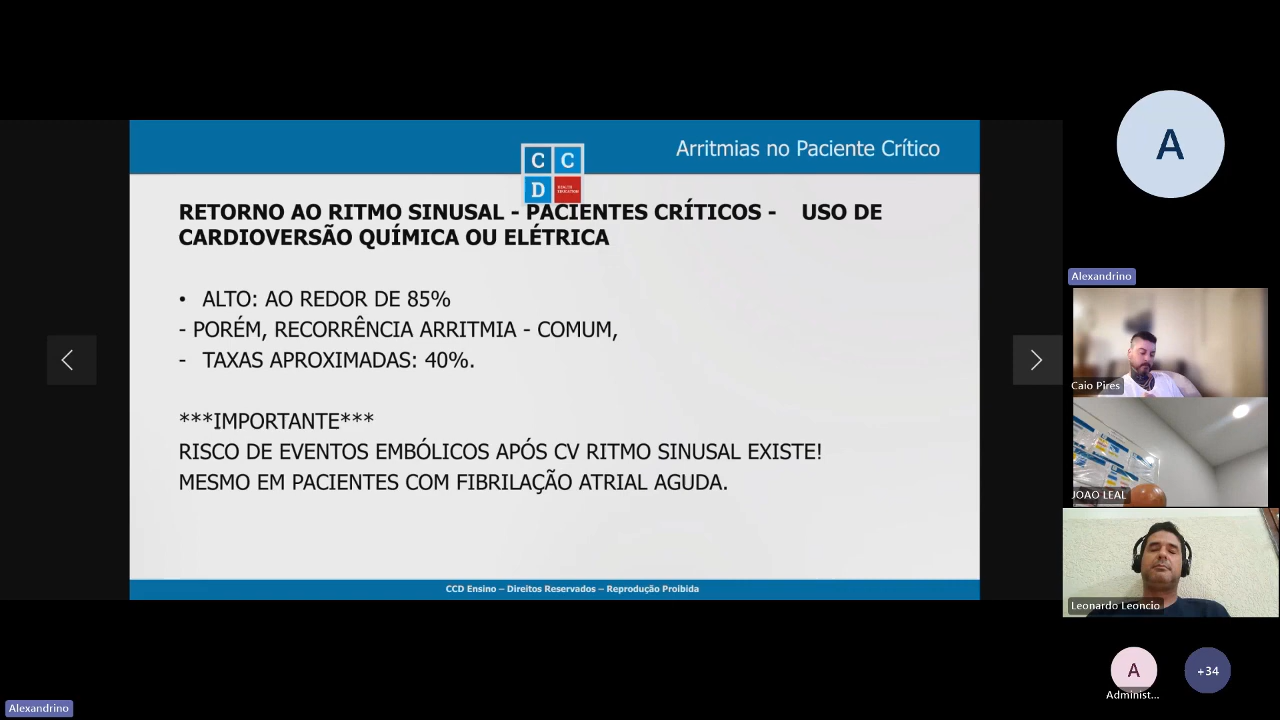 Arritmias no Paciente Crítico
C C
D HEALTH EDUCATION
RETORNO AO RITMO SINUSAL - PACIENTES CRÍTICOS - USO DE
CARDIOVERSÃO QUÍMICA OU ELÉTRICA
• ALTO: AO REDOR DE 85%
- PORÉM, RECORRÊNCIA ARRITMIA - COMUM,
- TAXAS APROXIMADAS: 40%.
***IMPORTANTE***
RISCO DE EVENTOS EMBÓLICOS APÓS CV RITMO SINUSAL EXISTE!
MESMO EM PACIENTES COM FIBRILAÇÃO ATRIAL AGUDA.
CCD Ensino – Direitos Reservados – Reprodução Proibida
A
Alexandrino
Caio Pires
JOAO LEAL
Leonardo Leoncio
A
+34
Administ...
Alexandrino